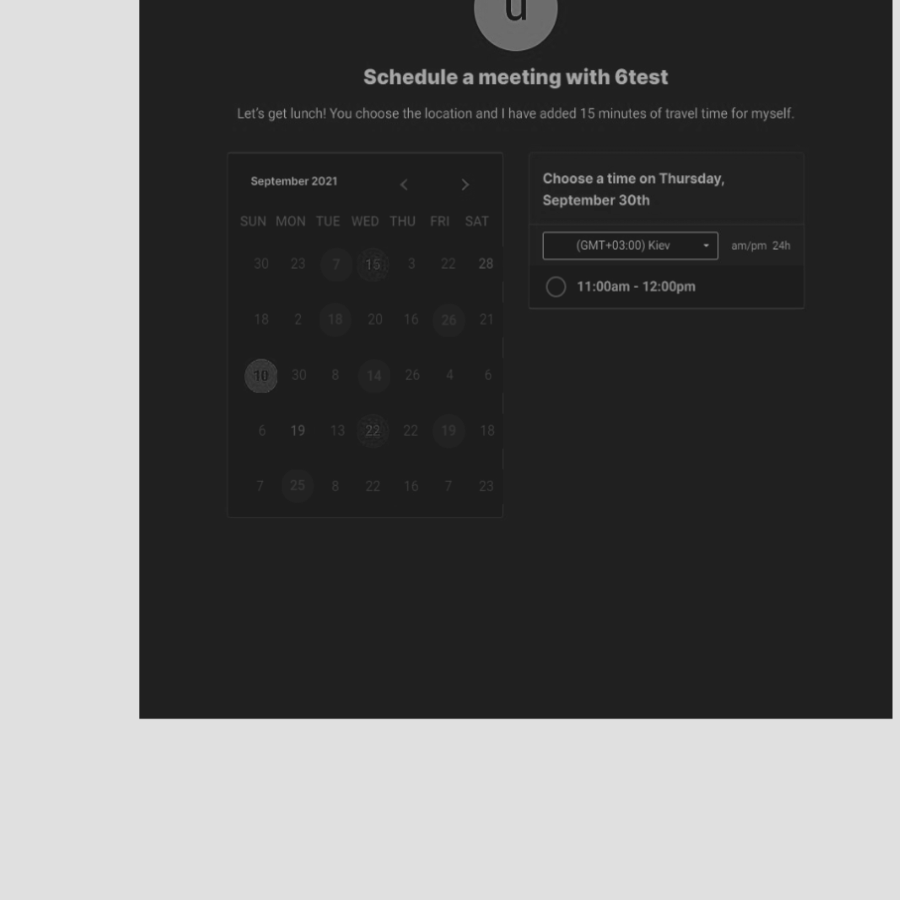 u
Schedule a meeting with 6test
Let's get lunch! You choose the location and I have added 15 minutes of travel time for myself.
September 2021
SUN MON TUE WED THU FRI SAT
30 23 7 15 3 22 28
18 2 18 20 16 26 21
10 30 8 14 26 4 6
6 19 13 22 22 19 18
7 25 8 22 16 7 23
Choose a time on Thursday,
September 30th
(GMT+03:00) Kiev am/pm 24h
11:00am - 12:00pm